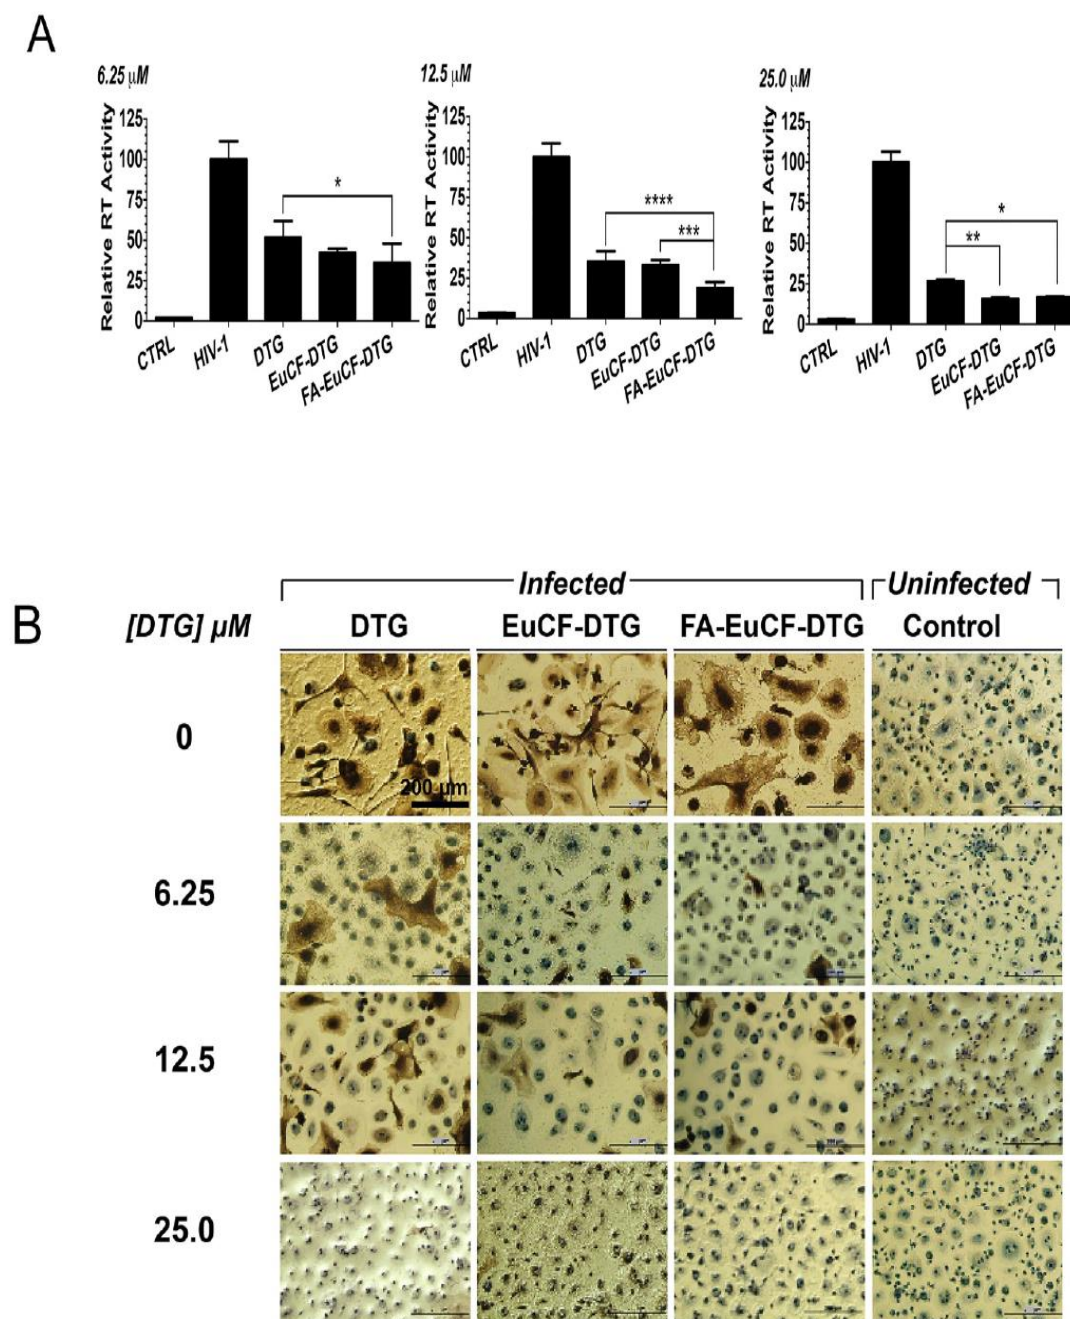 A
6.25 μM
12.5 μM
25.0 μM
Relative RT Activity
125
100
75
50
25
0
CTRL
HIV-1
DTG
EuCF-DTG
FA-EuCF-DTG
*
Relative RT Activity
125
100
75
50
25
0
CTRL
HIV-1
DTG
EuCF-DTG
FA-EuCF-DTG
****
***
Relative RT Activity
125
100
75
50
25
0
CTRL
HIV-1
DTG
EuCF-DTG
FA-EuCF-DTG
*
**
B
Infected
Uninfected
[DTG] μM
DTG
EuCF-DTG
FA-EuCF-DTG
Control
0
200 μm
6.25
12.5
25.0